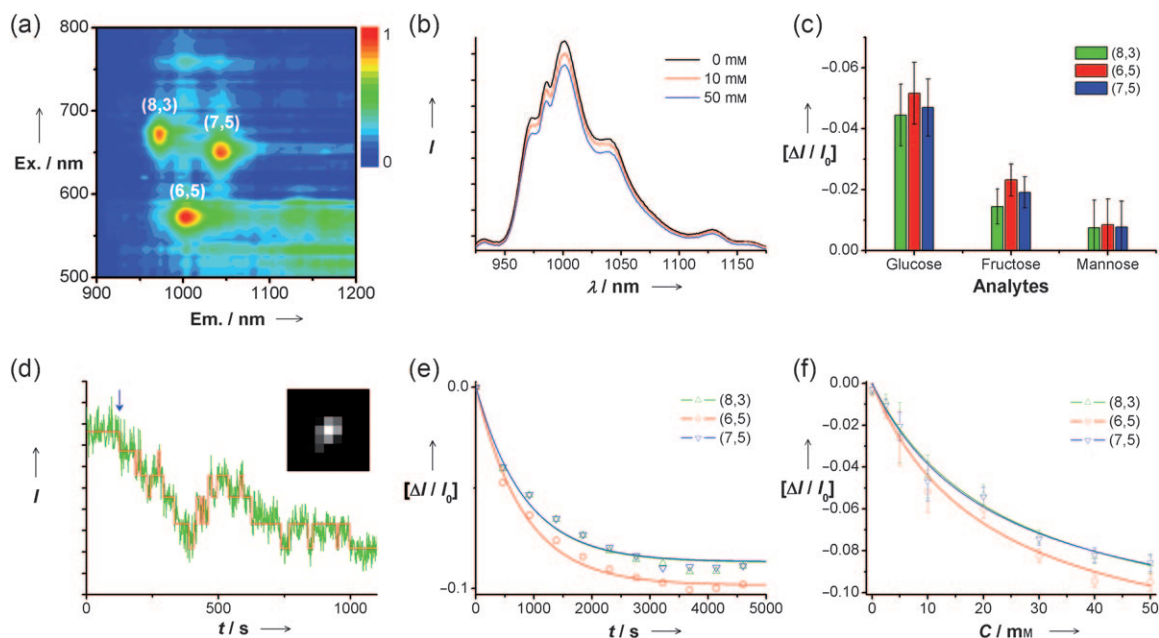 (a)
800
700
Ex. / nm
600
500
900 1000 1100 1200
Em. / nm
(8,3)
(7,5)
(6,5)
1
0
(b)
I
0 mM
10 mM
50 mM
950 1000 1050 1100 1150
λ / nm
(c)
−0.06
−0.04
[ΔI / I0]
−0.02
0.00
(8,3)
(6,5)
(7,5)
Glucose Fructose Mannose
Analytes
(d)
I
0 500 1000
t / s
(e)
0.0
[ΔI / I0]
−0.1
(8,3)
(6,5)
(7,5)
0 1000 2000 3000 4000 5000
t / s
(f)
0.00
−0.02
−0.04
[ΔI / I0]
−0.06
−0.08
−0.10
(8,3)
(6,5)
(7,5)
0 10 20 30 40 50
C / mM